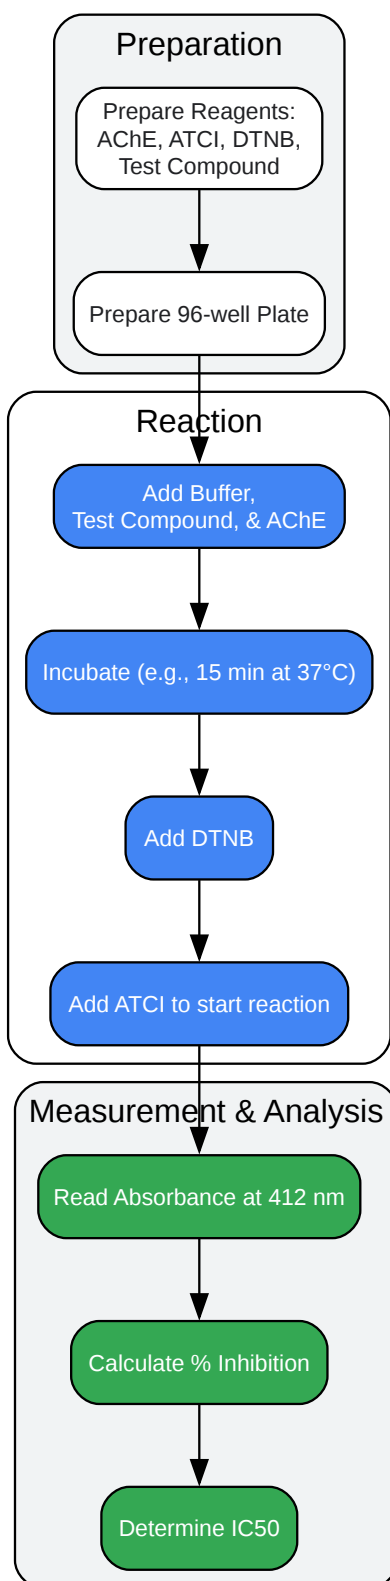 Preparation
Prepare Reagents:
AChE, ATCI, DTNB,
Test Compound
Prepare 96-well Plate
Reaction
Add Buffer,
Test Compound, & AChE
Incubate (e.g., 15 min at 37°C)
Add DTNB
Add ATCI to start reaction
Measurement & Analysis
Read Absorbance at 412 nm
Calculate % Inhibition
Determine IC50